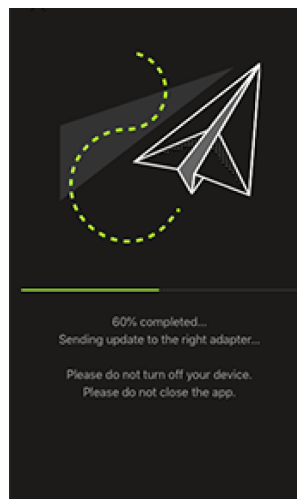 60% completed...
Sending update to the right adapter...
Please do not turn off your device.
Please do not close the app.